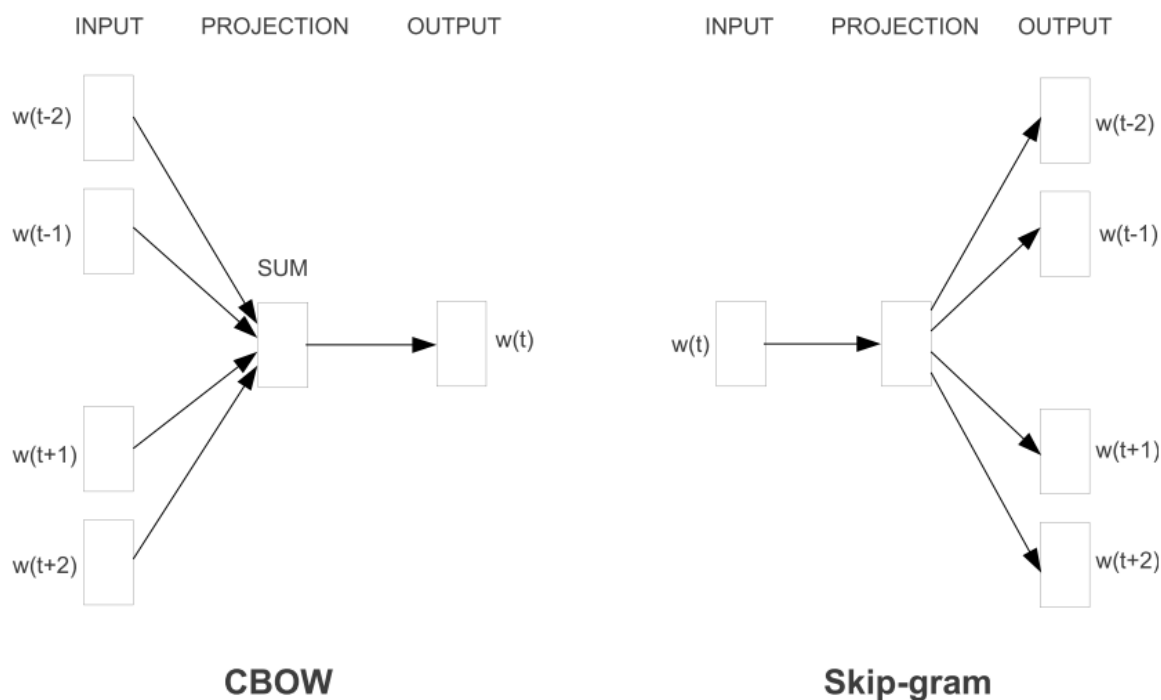 INPUT PROJECTION OUTPUT
w(t-2)
w(t-1)
SUM
w(t)
w(t+1)
w(t+2)
CBOW
INPUT PROJECTION OUTPUT
w(t-2)
w(t-1)
w(t)
w(t+1)
w(t+2)
Skip-gram